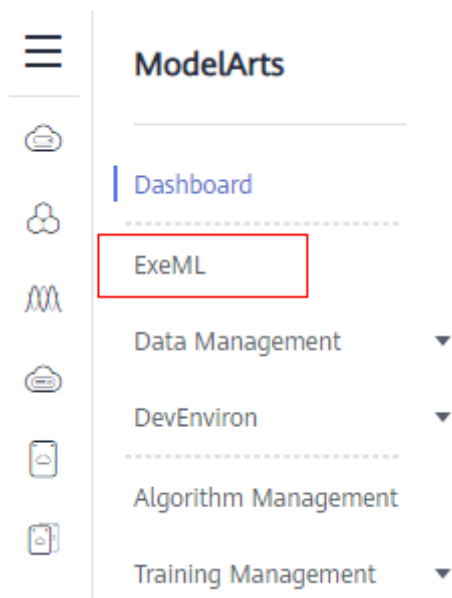 ModelArts
Dashboard
ExeML
Data Management
DevEnviron
Algorithm Management
Training Management